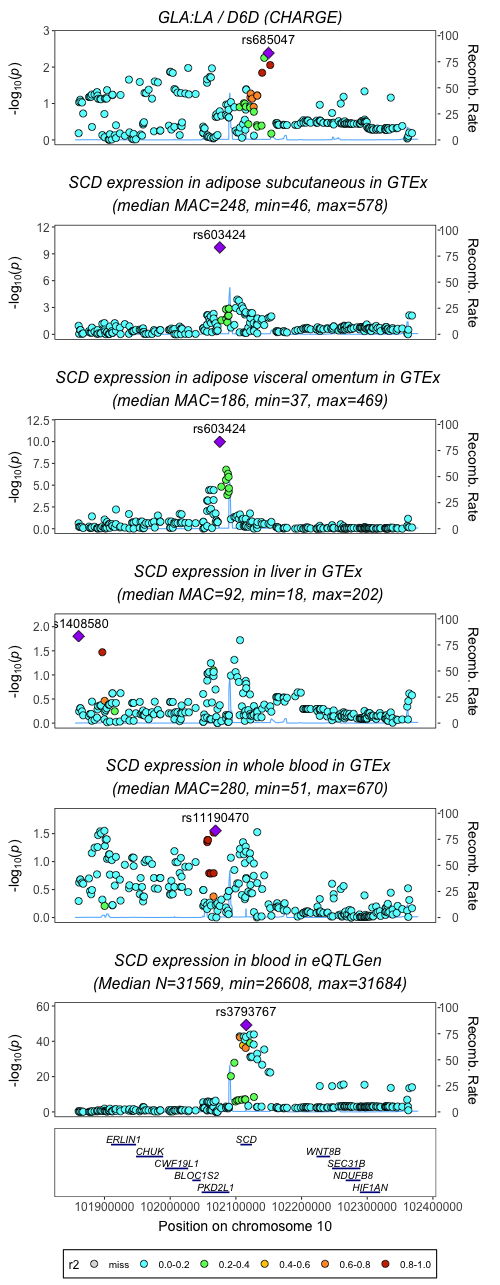 GLA:LA / D6D (CHARGE)
rs685047
3
2
1
0
100
75
50
25
0
-log10(p)
Recomb. Rate
SCD expression in adipose subcutaneous in GTEx
(median MAC=248, min=46, max=578)
rs603424
12
9
6
3
0
100
75
50
25
0
-log10(p)
Recomb. Rate
SCD expression in adipose visceral omentum in GTEx
(median MAC=186, min=37, max=469)
rs603424
12.5
10.0
7.5
5.0
2.5
0.0
100
75
50
25
0
-log10(p)
Recomb. Rate
SCD expression in liver in GTEx
(median MAC=92, min=18, max=202)
s1408580
2.0
1.5
1.0
0.5
0.0
100
75
50
25
0
-log10(p)
Recomb. Rate
SCD expression in whole blood in GTEx
(median MAC=280, min=51, max=670)
rs11190470
1.5
1.0
0.5
0.0
100
75
50
25
0
-log10(p)
Recomb. Rate
SCD expression in blood in eQTLGen
(Median N=31569, min=26608, max=31684)
rs3793767
60
40
20
0
100
75
50
25
0
-log10(p)
Recomb. Rate
ERLIN1 SCD
CHUK WNT8B
CWF19L1 SEC31B
BLOC1S2 NDUFB8
PKD2L1 HIF1AN
101900000 102000000 102100000 102200000 102300000 102400000
Position on chromosome 10
r2 miss 0.0-0.2 0.2-0.4 0.4-0.6 0.6-0.8 0.8-1.0